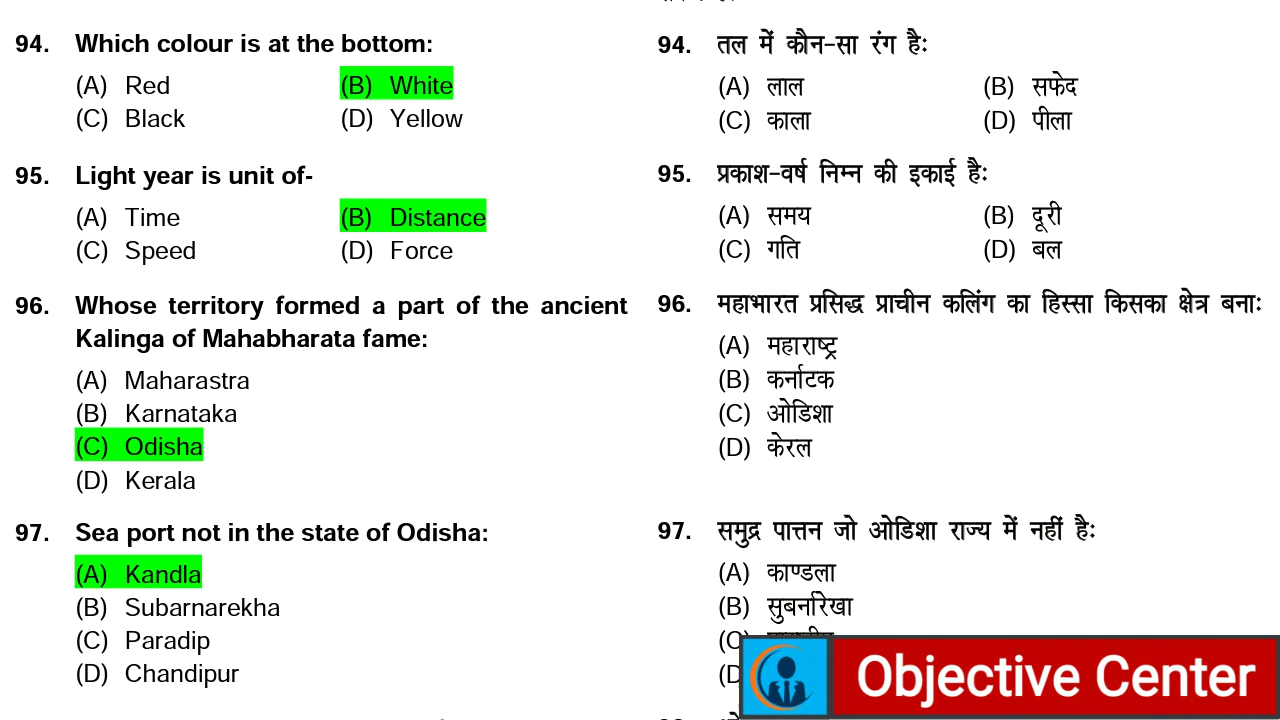 94. Which colour is at the bottom:
(A) Red (B) White
(C) Black (D) Yellow
95. Light year is unit of-
(A) Time (B) Distance
(C) Speed (D) Force
96. Whose territory formed a part of the ancient
Kalinga of Mahabharata fame:
(A) Maharastra
(B) Karnataka
(C) Odisha
(D) Kerala
97. Sea port not in the state of Odisha:
(A) Kandla
(B) Subarnarekha
(C) Paradip
(D) Chandipur
94. तल में कौन-सा रंग हैः
(A) लाल (B) सफेद
(C) काला (D) पीला
95. प्रकाश-वर्ष निम्न की इकाई हैः
(A) समय (B) दूरी
(C) गति (D) बल
96. महाभारत प्रसिद्ध प्राचीन कलिंग का हिस्सा किसका क्षेत्र बनाः
(A) महाराष्ट्र
(B) कर्नाटक
(C) ओडिशा
(D) केरल
97. समुद्र पात्तन जो ओडिशा राज्य में नहीं हैः
(A) काण्डला
(B) सुबर्नारेखा
Objective Center